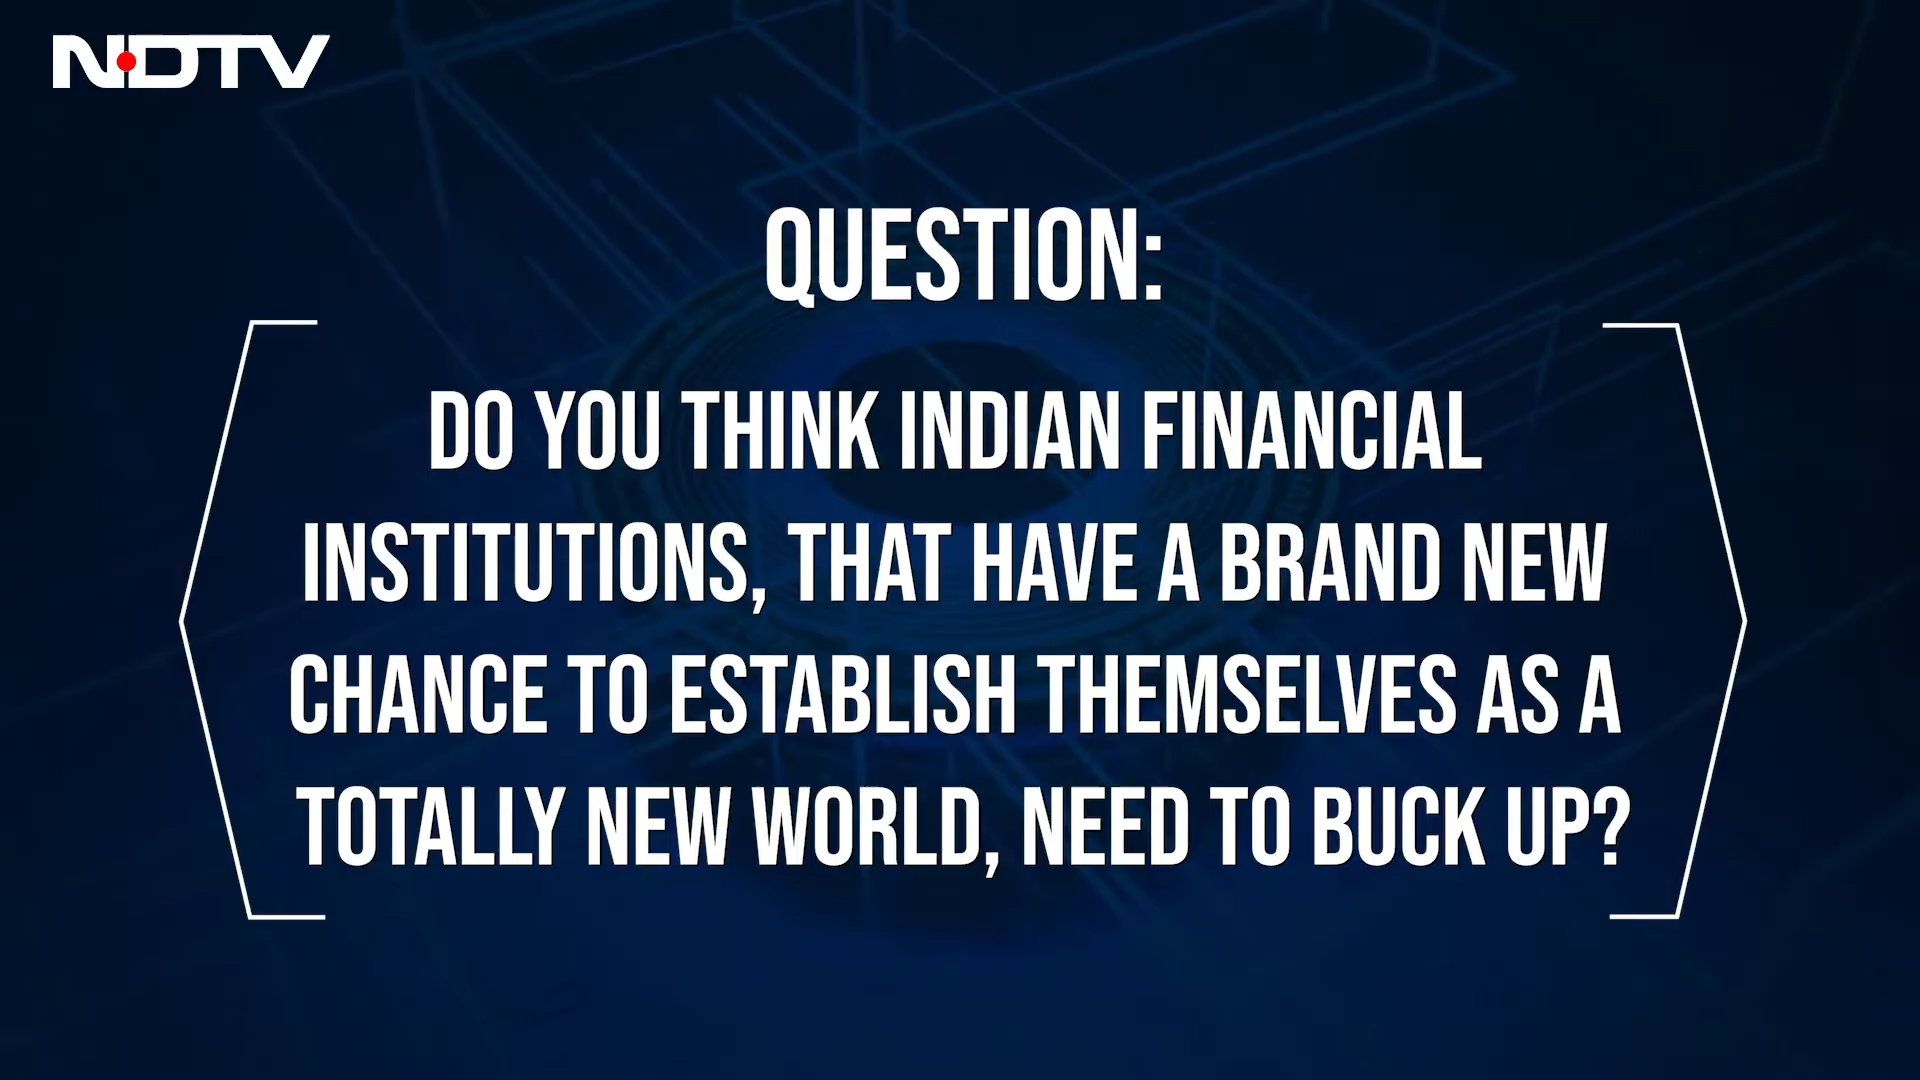 NDTV
QUESTION:
DO YOU THINK INDIAN FINANCIAL
INSTITUTIONS, THAT HAVE A BRAND NEW
CHANCE TO ESTABLISH THEMSELVES AS A
TOTALLY NEW WORLD, NEED TO BUCK UP?